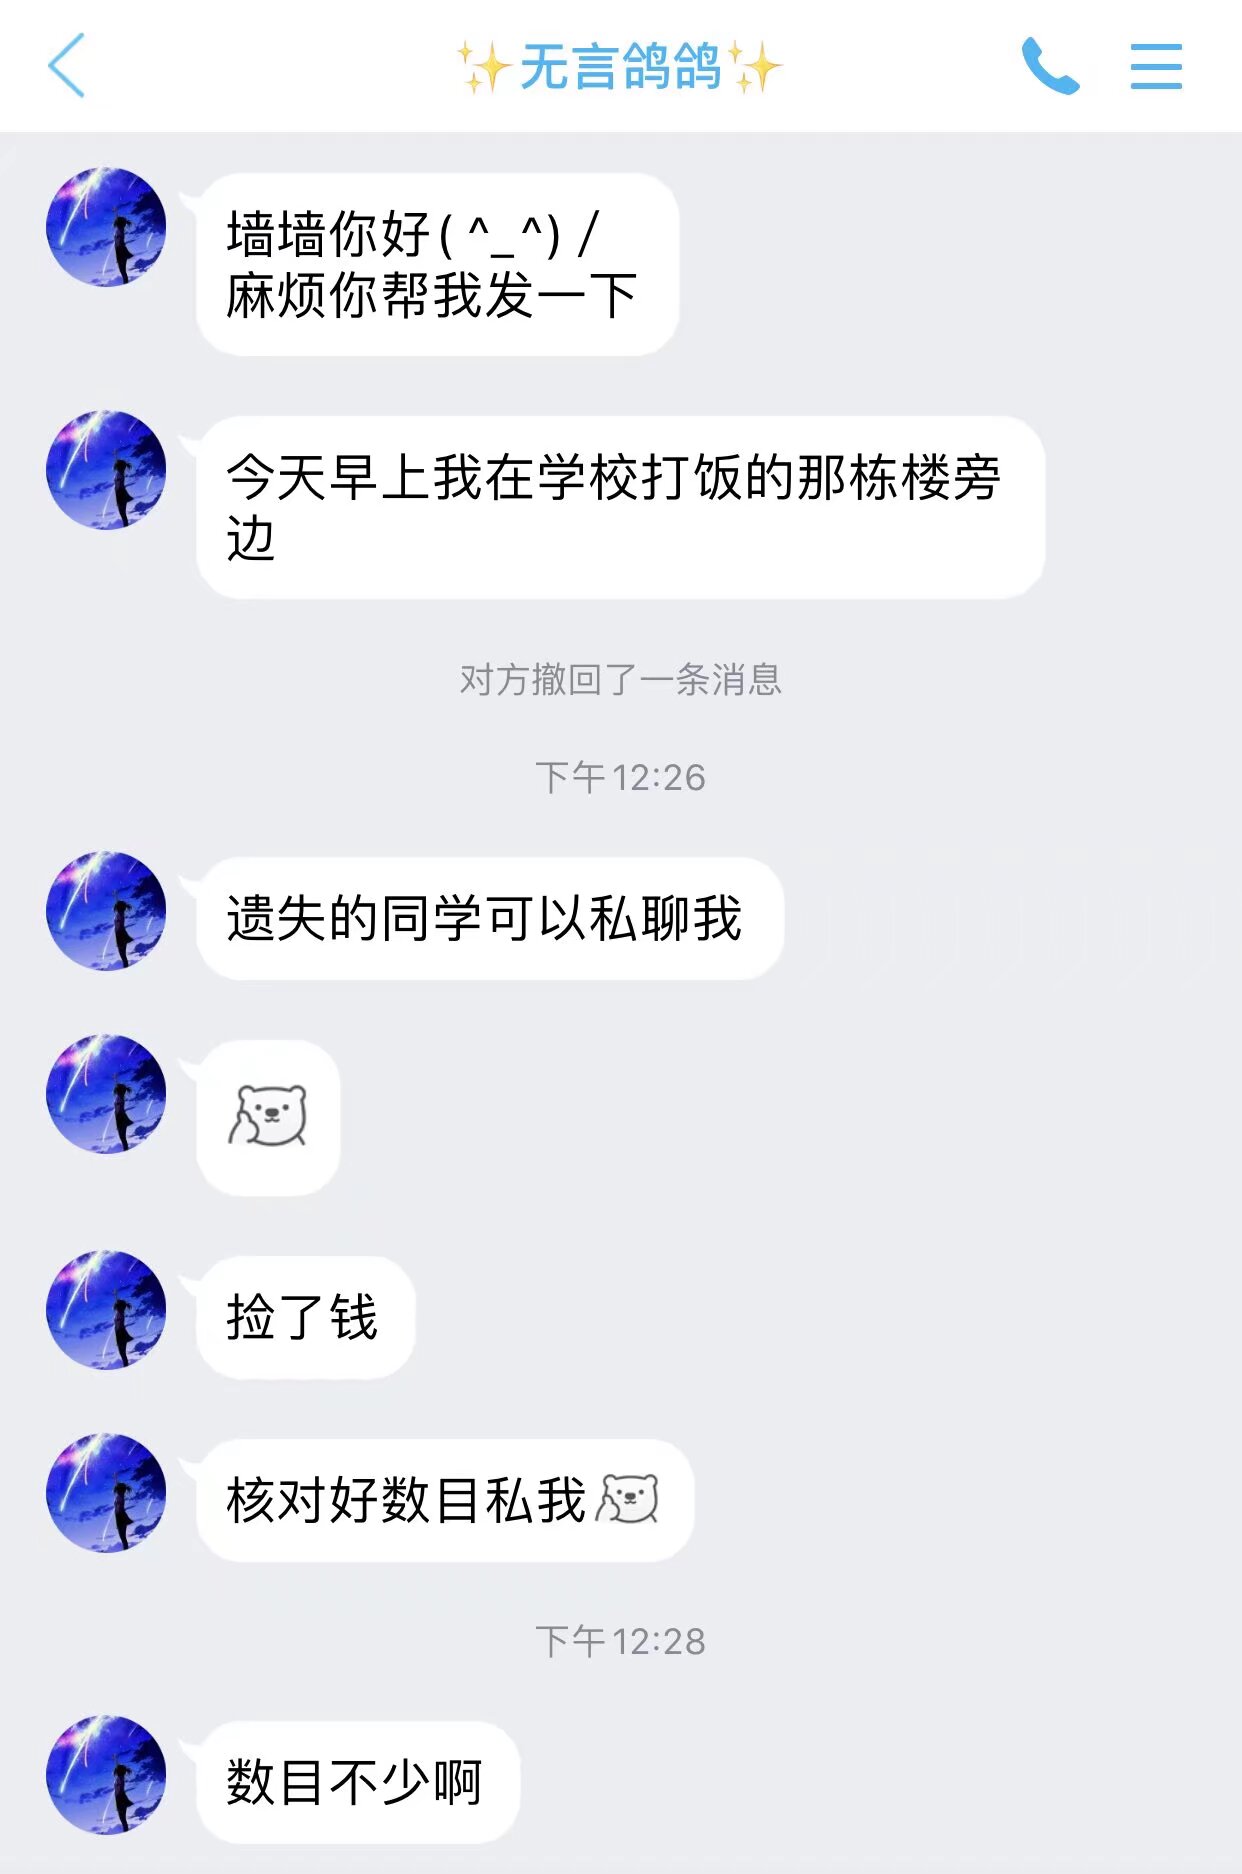 ✨无言鸽鸽✨
墙墙你好( ^_^) /
麻烦你帮我发一下
今天早上我在学校打饭的那栋楼旁
边
对方撤回了一条消息
下午12:26
遗失的同学可以私聊我
捡了钱
核对好数目私我
下午12:28
数目不少啊